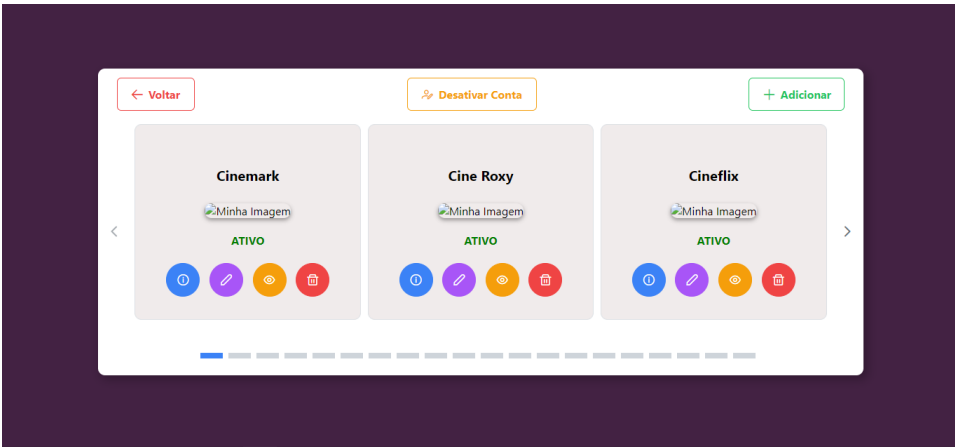 Voltar
Desativar Conta
Adicionar
Cinemark
Cine Roxy
Cineflix
Minha Imagem
Minha Imagem
Minha Imagem
ATIVO
ATIVO
ATIVO